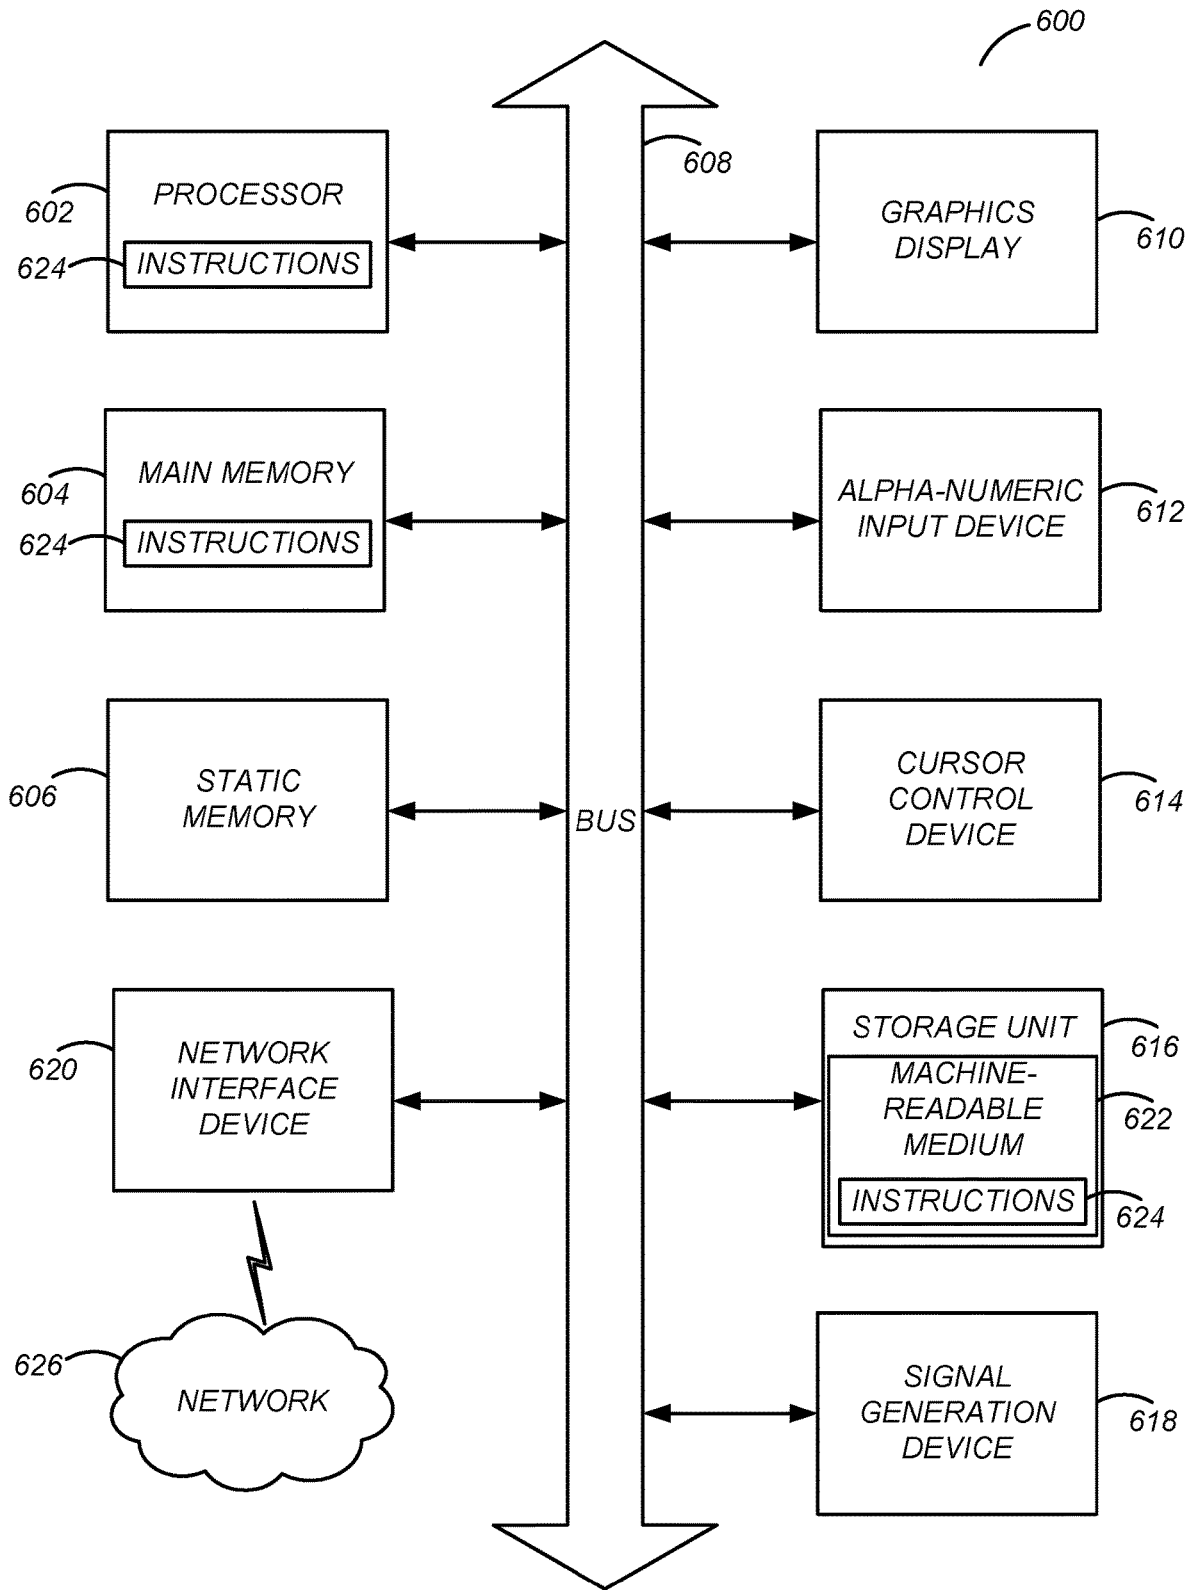 600
608
602
PROCESSOR
624
INSTRUCTIONS
GRAPHICS
DISPLAY
610
604
MAIN MEMORY
624
INSTRUCTIONS
ALPHA-NUMERIC
INPUT DEVICE
612
606
STATIC
MEMORY
BUS
CURSOR
CONTROL
DEVICE
614
620
NETWORK
INTERFACE
DEVICE
STORAGE UNIT
616
MACHINE-
READABLE
MEDIUM
622
INSTRUCTIONS
624
626
NETWORK
SIGNAL
GENERATION
DEVICE
618